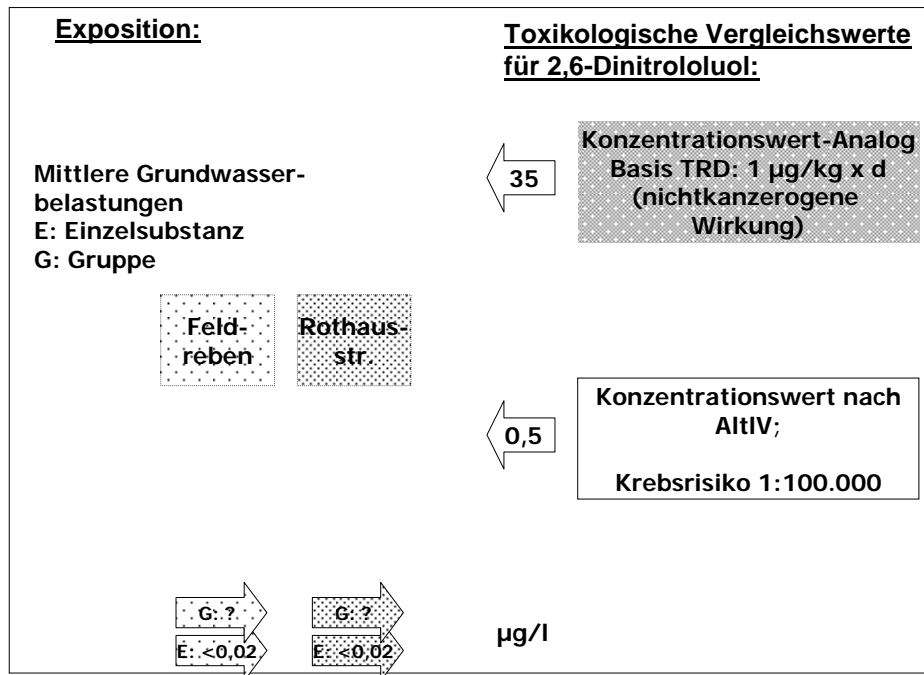 Exposition:
Toxikologische Vergleichswerte
für 2,6-Dinitrololuol:
Mittlere Grundwasser-
belastungen
E: Einzelsubstanz
G: Gruppe
35
Konzentrationswert-Analog
Basis TRD: 1 µg/kg x d
(nichtkanzerogene
Wirkung)
Feld-
reben
Rothaus-
str.
0,5
Konzentrationswert nach
AltlV;
Krebsrisiko 1:100.000
G: ?
G: ?
E: <0,02
E: <0,02
µg/l